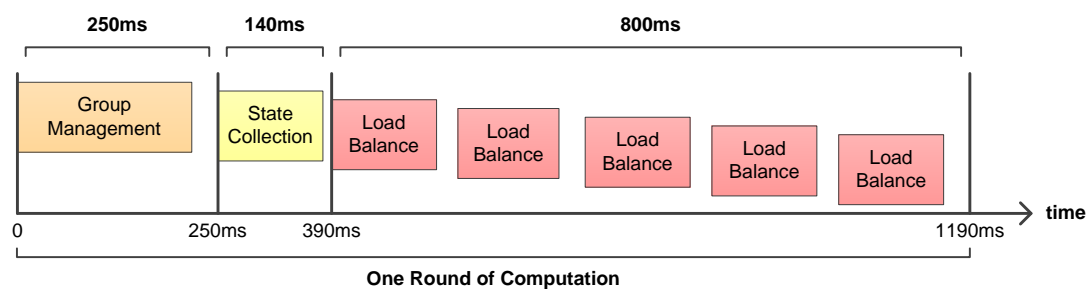 250ms
140ms
800ms
Group
Management
State
Collection
Load
Balance
Load
Balance
Load
Balance
Load
Balance
Load
Balance
time
0
250ms
390ms
1190ms
One Round of Computation